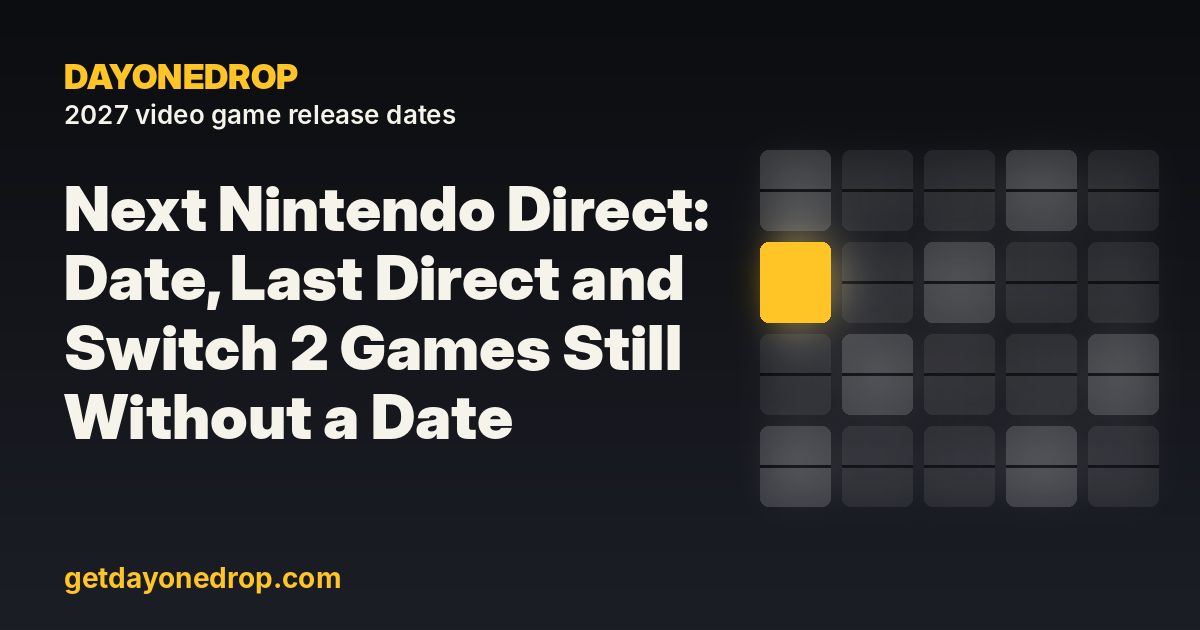 DAYONEDROP
2027 video game release dates
Next Nintendo Direct:
Date, Last Direct and
Switch 2 Games Still
Without a Date
getdayonedrop.com